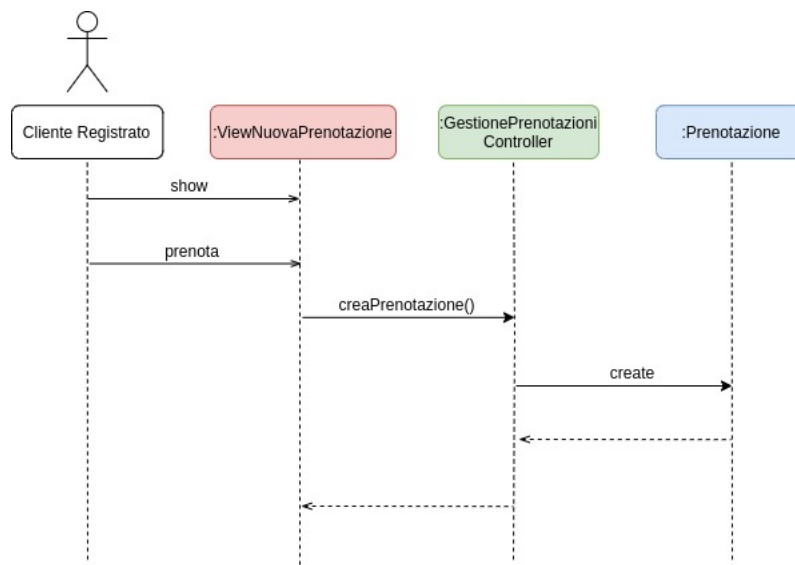 Cliente Registrato
:ViewNuovaPrenotazione
:GestionePrenotazioni
Controller
:Prenotazione
show
prenota
creaPrenotazione()
create